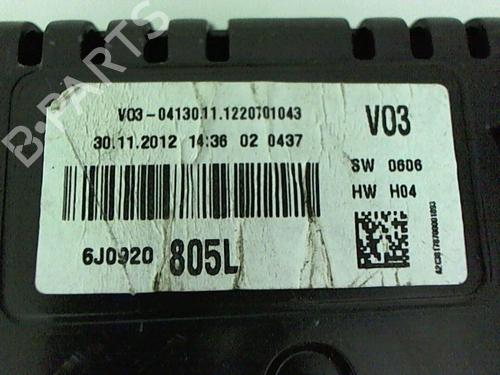 B-PARTS
V03-04130.11.1220701043
30.11.2012 14:36 02 0437
V03
SW 0606
HW H04
6J0920 805L